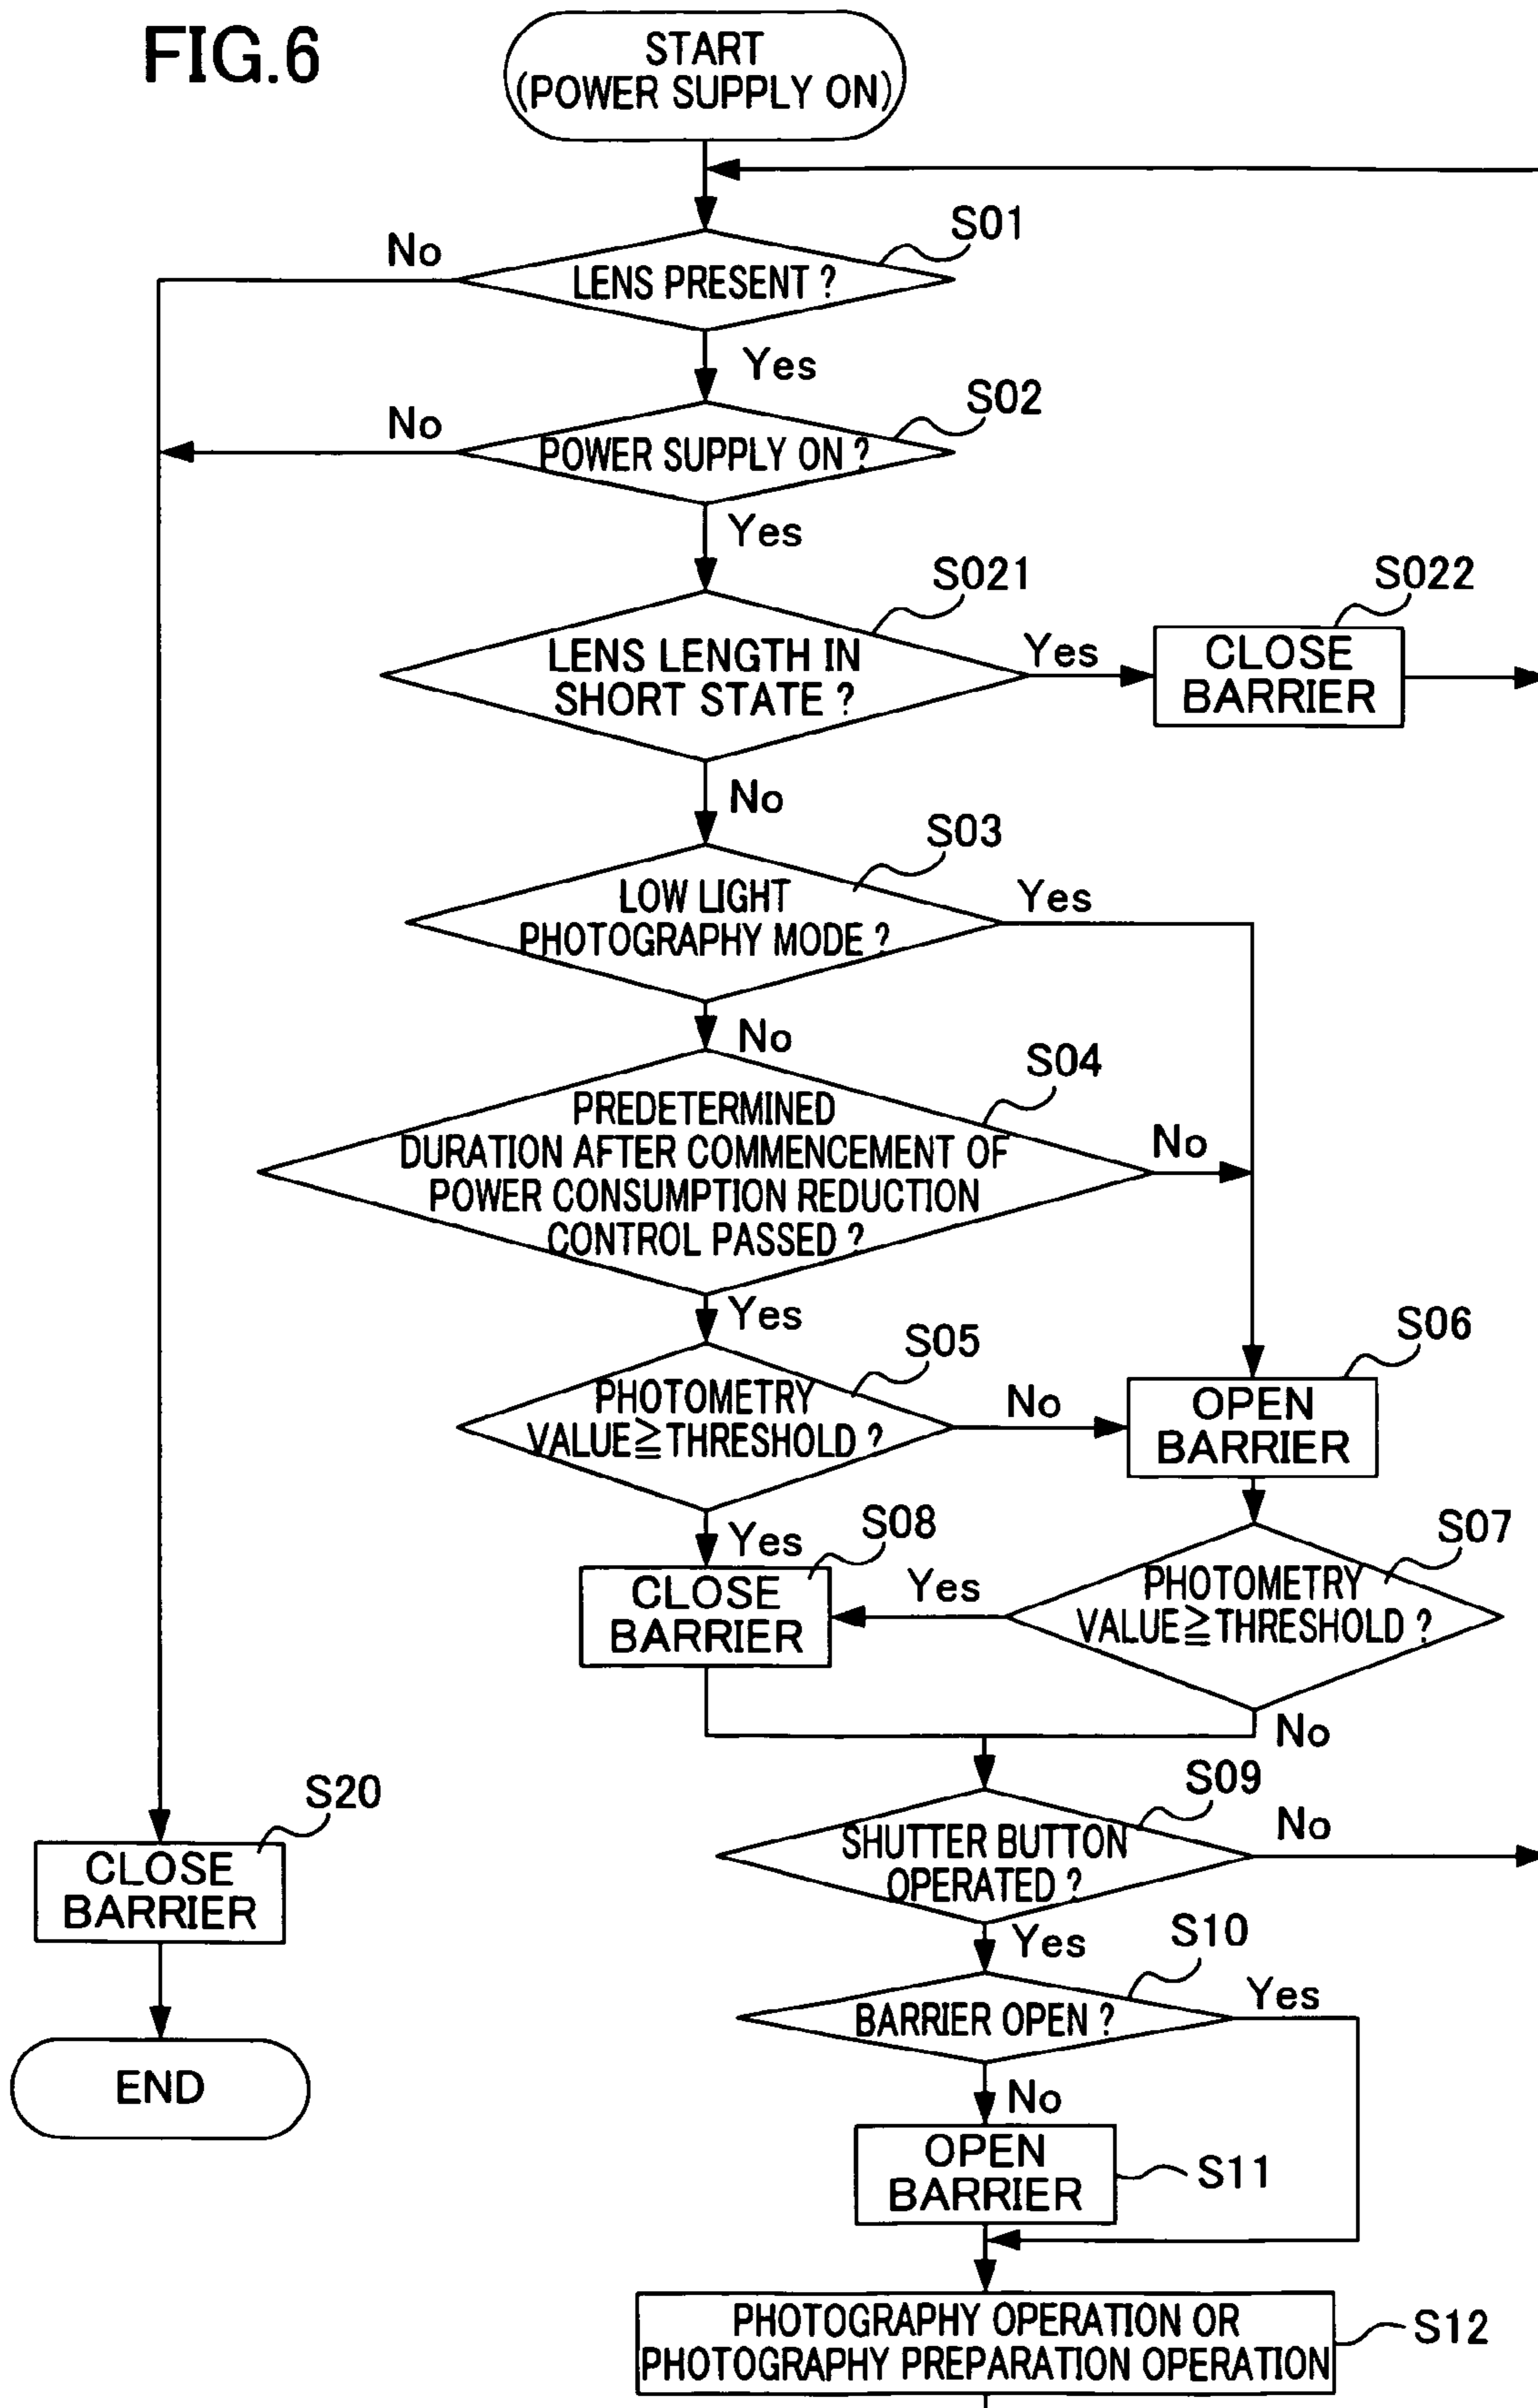 FIG.6
START
(POWER SUPPLY ON)
S01
No
LENS PRESENT ?
Yes
S02
No
POWER SUPPLY ON ?
Yes
S021
S022
LENS LENGTH IN
SHORT STATE ?
Yes
CLOSE
BARRIER
No
S03
LOW LIGHT
PHOTOGRAPHY MODE ?
Yes
No
S04
PREDETERMINED
DURATION AFTER COMMENCEMENT OF
POWER CONSUMPTION REDUCTION
CONTROL PASSED ?
No
Yes
S05
S06
PHOTOMETRY
VALUE≧THRESHOLD ?
No
OPEN
BARRIER
Yes
S08
S07
CLOSE
BARRIER
Yes
PHOTOMETRY
VALUE≧THRESHOLD ?
No
S09
S20
SHUTTER BUTTON
OPERATED ?
No
CLOSE
BARRIER
Yes
S10
BARRIER OPEN ?
Yes
END
No
OPEN
BARRIER
S11
PHOTOGRAPHY OPERATION OR
PHOTOGRAPHY PREPARATION OPERATION
S12